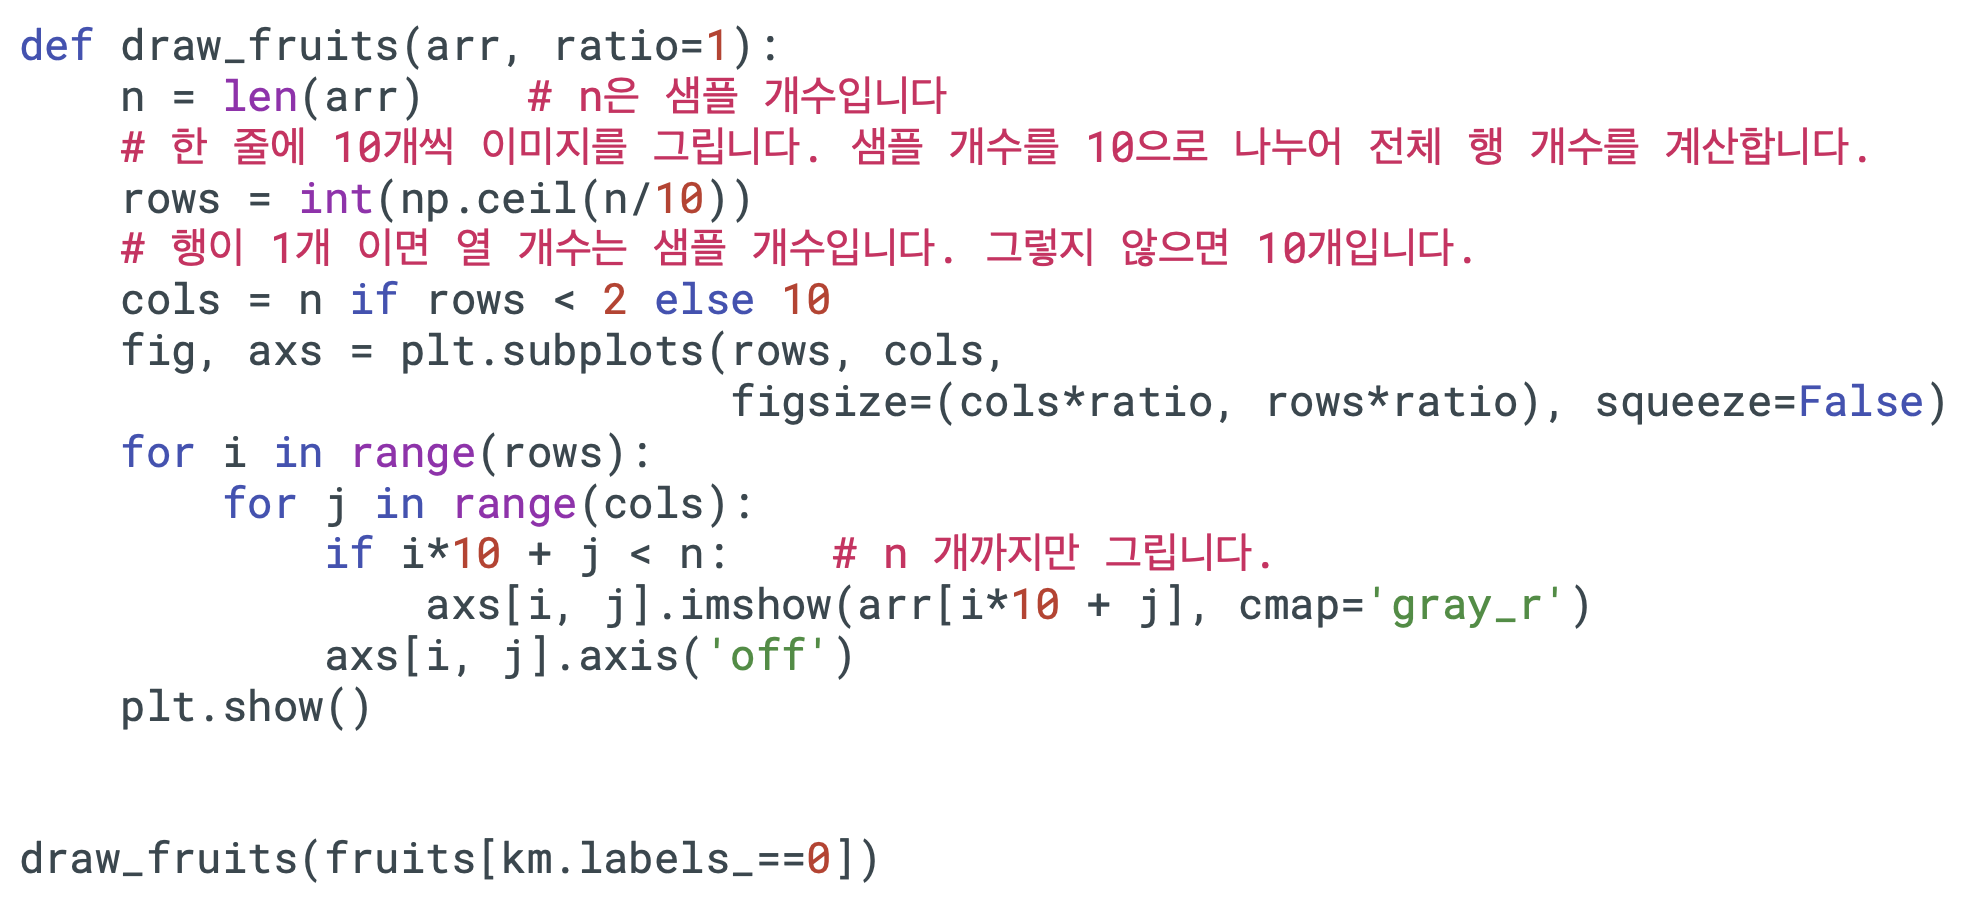 def draw_fruits(arr, ratio=1):
    n = len(arr)    # n은 샘플 개수입니다
    # 한 줄에 10개씩 이미지를 그립니다. 샘플 개수를 10으로 나누어 전체 행 개수를 계산합니다.
    rows = int(np.ceil(n/10))
    # 행이 1개 이면 열 개수는 샘플 개수입니다. 그렇지 않으면 10개입니다.
    cols = n if rows < 2 else 10
    fig, axs = plt.subplots(rows, cols,
                            figsize=(cols*ratio, rows*ratio), squeeze=False)
    for i in range(rows):
        for j in range(cols):
            if i*10 + j < n:    # n 개까지만 그립니다.
                axs[i, j].imshow(arr[i*10 + j], cmap='gray_r')
            axs[i, j].axis('off')
    plt.show()


draw_fruits(fruits[km.labels_==0])